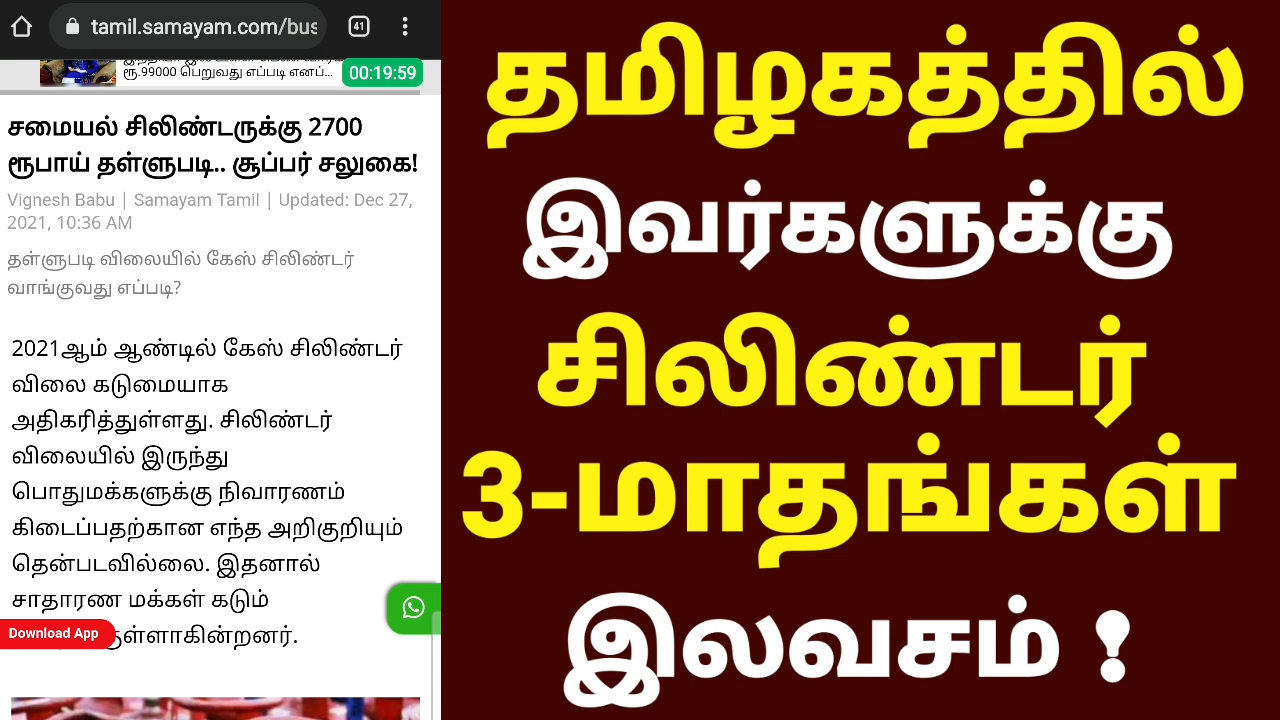 tamil.samayam.com/bus
41
ரூ.99000 பெறுவது எப்படி எனப்...
00:19:59
சமையல் சிலிண்டருக்கு 2700
ரூபாய் தள்ளுபடி.. சூப்பர் சலுகை!
Vignesh Babu | Samayam Tamil | Updated: Dec 27,
2021, 10:36 AM
தள்ளுபடி விலையில் கேஸ் சிலிண்டர்
வாங்குவது எப்படி?
2021ஆம் ஆண்டில் கேஸ் சிலிண்டர்
விலை கடுமையாக
அதிகரித்துள்ளது. சிலிண்டர்
விலையில் இருந்து
பொதுமக்களுக்கு நிவாரணம்
கிடைப்பதற்கான எந்த அறிகுறியும்
தென்படவில்லை. இதனால்
சாதாரண மக்கள் கடும்
Download App
தமிழகத்தில்
இவர்களுக்கு
சிலிண்டர்
3-மாதங்கள்
இலவசம் !